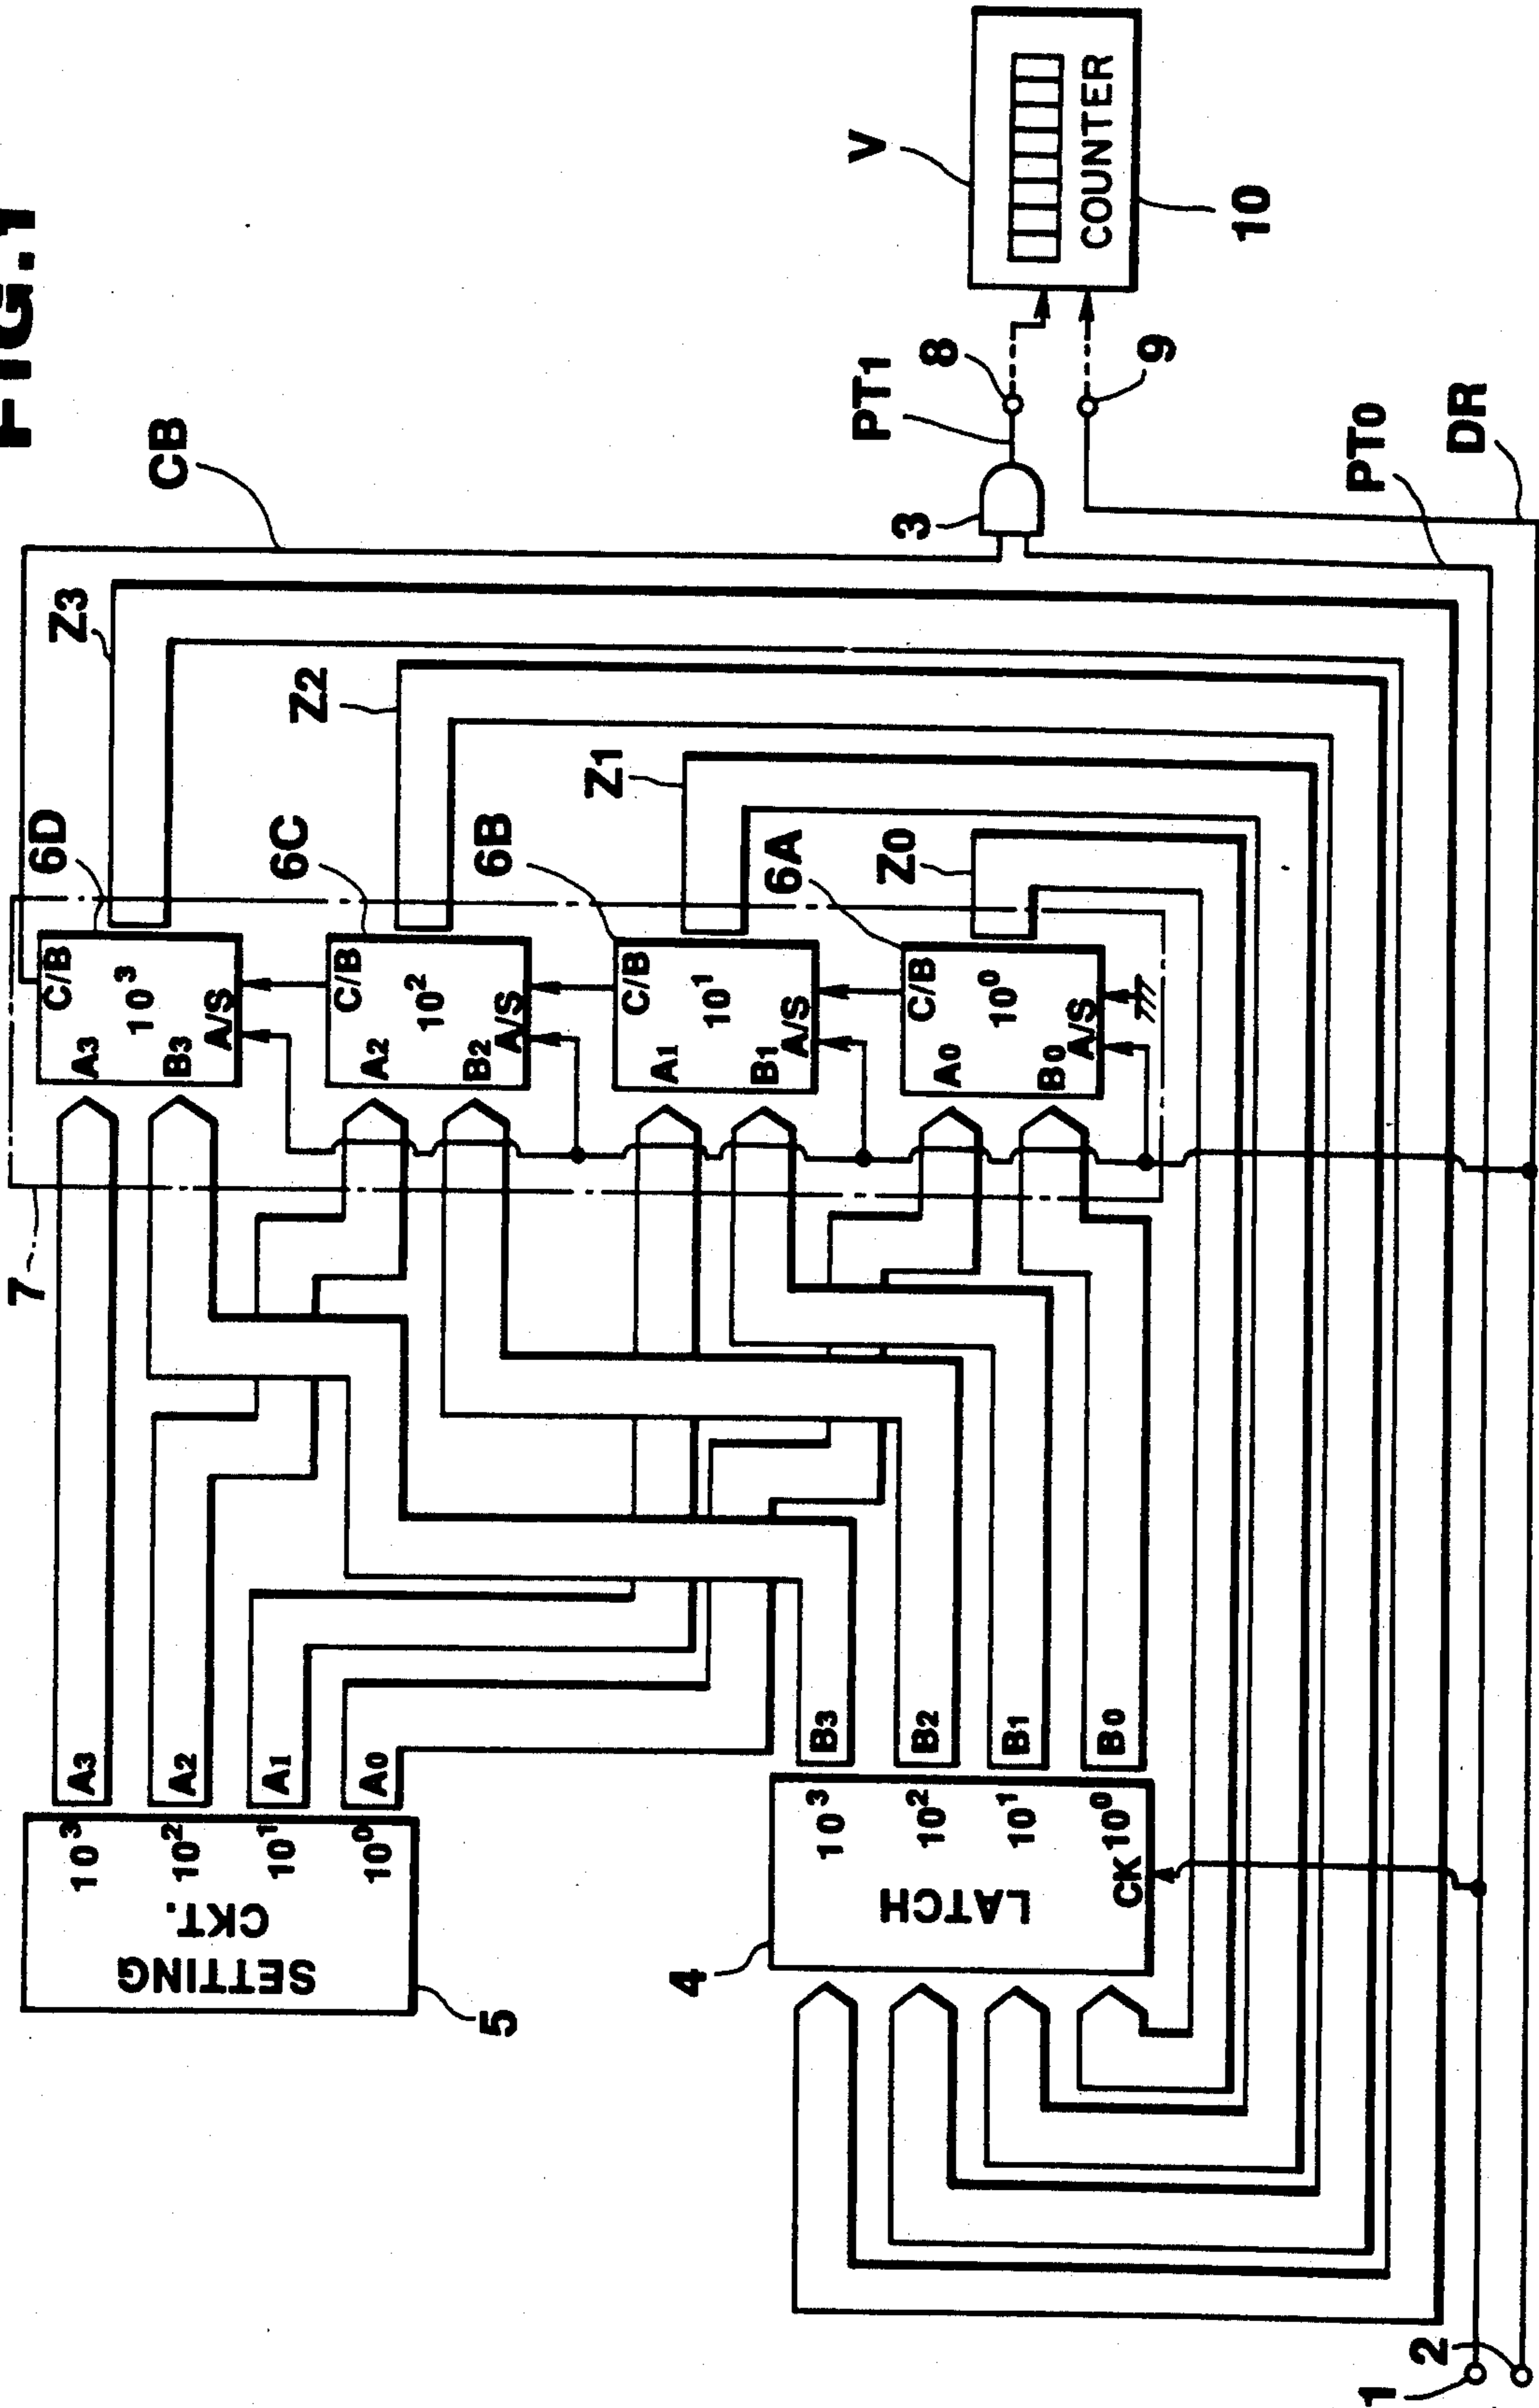 FIG.1
7
6D
Z3
CB
C/B
10³
A3
B3
A/S
6C
Z2
C/B
10²
A2
B2
A/S
6B
Z1
C/B
10¹
A1
B1
A/S
6A
Z0
C/B
10⁰
A0
B0
A/S
SETTING
CKT.
10³
10²
10¹
10⁰
A3
A2
A1
A0
5
4
LATCH
CK
10³
10²
10¹
10⁰
B3
B2
B1
B0
3
PT1
8
9
V
COUNTER
10
PT0
DR
1
2